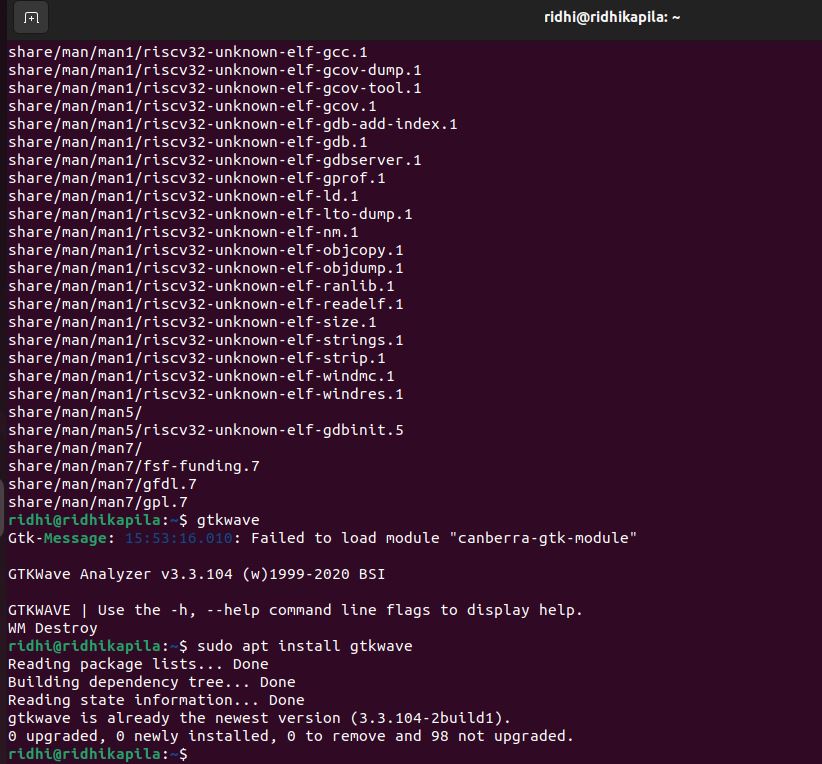 ridhi@ridhikapila: ~
share/man/man1/riscv32-unknown-elf-gcc.1
share/man/man1/riscv32-unknown-elf-gcov-dump.1
share/man/man1/riscv32-unknown-elf-gcov-tool.1
share/man/man1/riscv32-unknown-elf-gcov.1
share/man/man1/riscv32-unknown-elf-gdb-add-index.1
share/man/man1/riscv32-unknown-elf-gdb.1
share/man/man1/riscv32-unknown-elf-gdbserver.1
share/man/man1/riscv32-unknown-elf-gprof.1
share/man/man1/riscv32-unknown-elf-ld.1
share/man/man1/riscv32-unknown-elf-lto-dump.1
share/man/man1/riscv32-unknown-elf-nm.1
share/man/man1/riscv32-unknown-elf-objcopy.1
share/man/man1/riscv32-unknown-elf-objdump.1
share/man/man1/riscv32-unknown-elf-ranlib.1
share/man/man1/riscv32-unknown-elf-readelf.1
share/man/man1/riscv32-unknown-elf-size.1
share/man/man1/riscv32-unknown-elf-strings.1
share/man/man1/riscv32-unknown-elf-strip.1
share/man/man1/riscv32-unknown-elf-windmc.1
share/man/man1/riscv32-unknown-elf-windres.1
share/man/man5/
share/man/man5/riscv32-unknown-elf-gdbinit.5
share/man/man7/
share/man/man7/fsf-funding.7
share/man/man7/gfdl.7
share/man/man7/gpl.7
ridhi@ridhikapila:~$ gtkwave
Gtk-Message: 15:53:16.010: Failed to load module "canberra-gtk-module"
GTKWave Analyzer v3.3.104 (w)1999-2020 BSI
GTKWAVE | Use the -h, --help command line flags to display help.
WM Destroy
ridhi@ridhikapila:~$ sudo apt install gtkwave
Reading package lists... Done
Building dependency tree... Done
Reading state information... Done
gtkwave is already the newest version (3.3.104-2build1).
0 upgraded, 0 newly installed, 0 to remove and 98 not upgraded.
ridhi@ridhikapila:~$